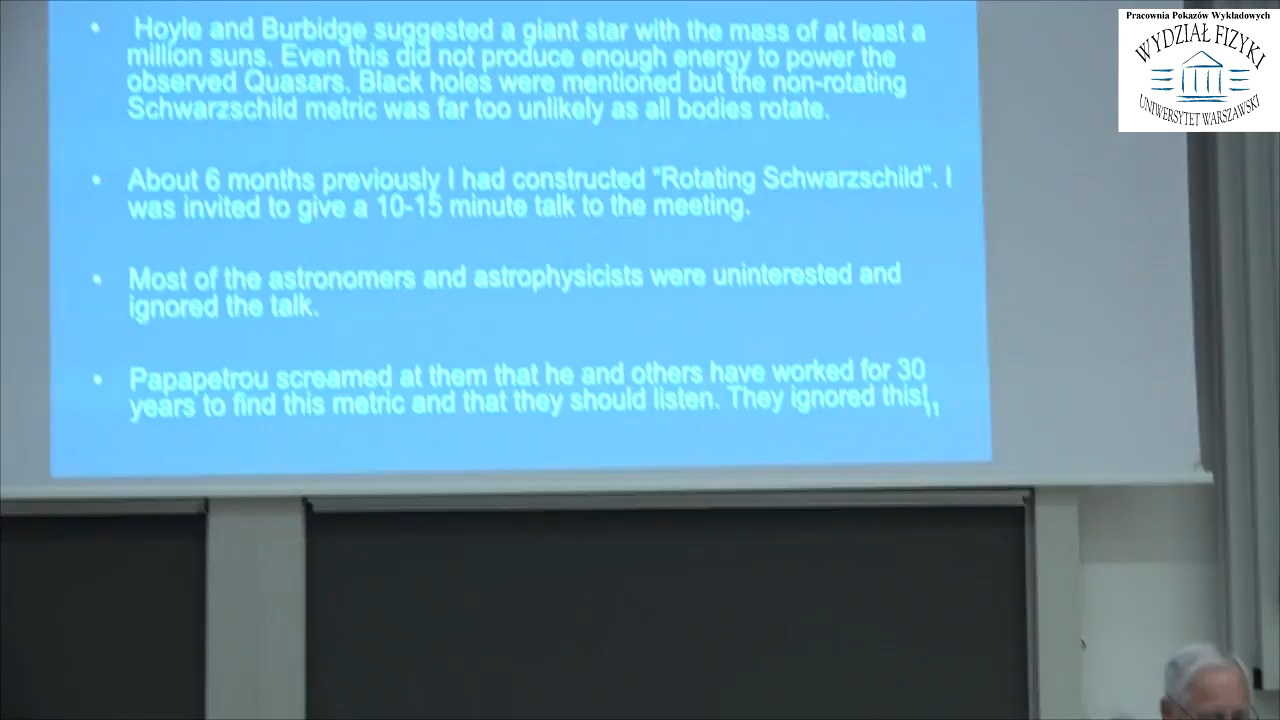 Pracownia Pokazów Wykładowych
WYDZIAŁ FIZYKI
UNIWERSYTET WARSZAWSKI
• Hoyle and Burbidge suggested a giant star with the mass of at least a
million suns. Even this did not produce enough energy to power the
observed Quasars. Black holes were mentioned but the non-rotating
Schwarzschild metric was far too unlikely as all bodies rotate.
• About 6 months previously I had constructed “Rotating Schwarzschild”. I
was invited to give a 10-15 minute talk to the meeting.
• Most of the astronomers and astrophysicists were uninterested and
ignored the talk.
• Papapetrou screamed at them that he and others have worked for 30
years to find this metric and that they should listen. They ignored this!,